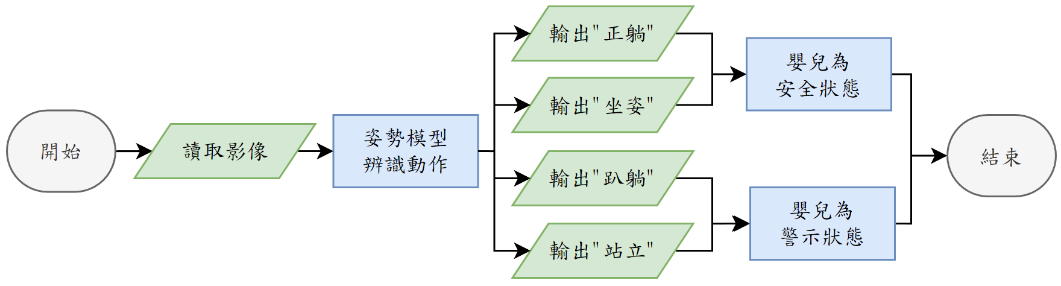 開始
讀取影像
姿勢模型
辨識動作
輸出"正躺"
輸出"坐姿"
輸出"趴躺"
輸出"站立"
嬰兒為
安全狀態
嬰兒為
警示狀態
結束